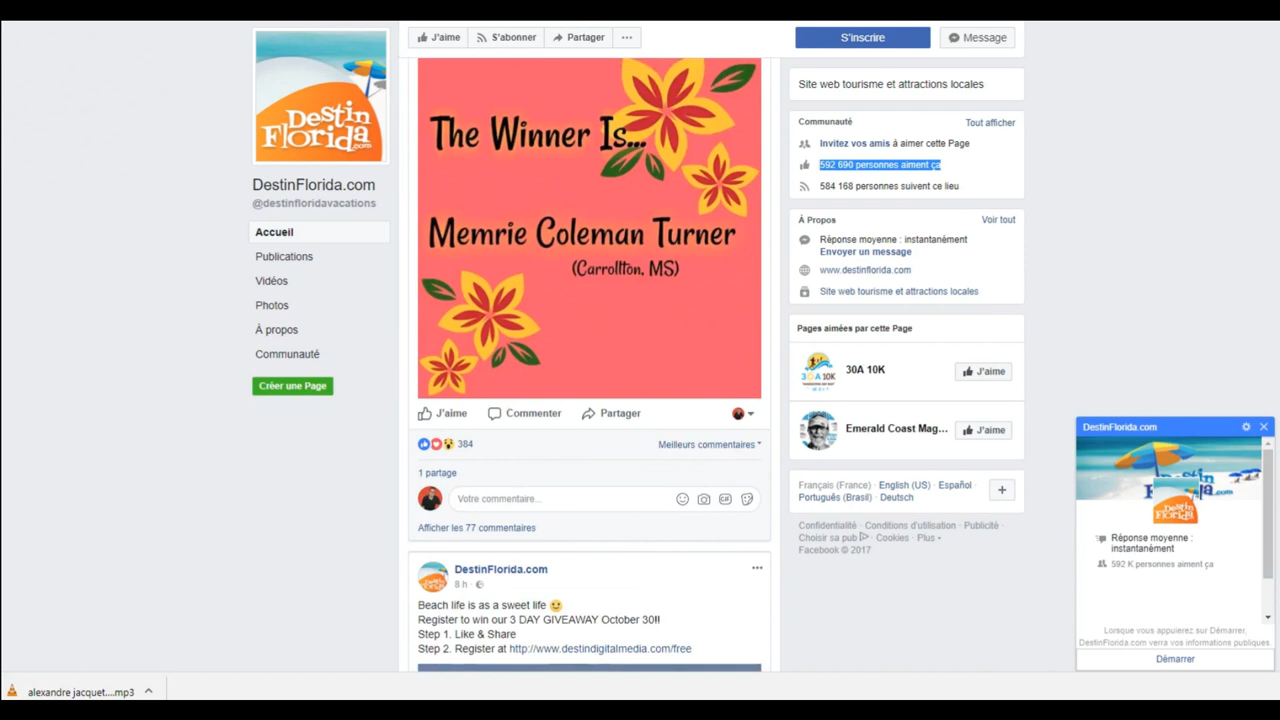 J'aime
S'abonner
Partager
S'inscrire
Message
Destin
Florida
.com
DestinFlorida.com
@destinfloridavacations
Accueil
Publications
Vidéos
Photos
À propos
Communauté
Créer une Page
The Winner Is...
Memrie Coleman Turner
(Carrollton, MS)
J'aime
Commenter
Partager
384
Meilleurs commentaires
1 partage
Votre commentaire...
GIF
Afficher les 77 commentaires
DestinFlorida.com
8 h ·
Beach life is as a sweet life
Register to win our 3 DAY GIVEAWAY October 30!!
Step 1. Like & Share
Step 2. Register at http://www.destindigitalmedia.com/free
Site web tourisme et attractions locales
Communauté
Tout afficher
Invitez vos amis à aimer cette Page
592 690 personnes aiment ça
584 168 personnes suivent ce lieu
À Propos
Voir tout
Réponse moyenne : instantanément
Envoyer un message
www.destinflorida.com
Site web tourisme et attractions locales
Pages aimées par cette Page
30A 10K
30A 10K
J'aime
Emerald Coast Mag...
J'aime
Français (France) · English (US) · Español ·
Português (Brasil) · Deutsch
Confidentialité · Conditions d'utilisation · Publicité ·
Choisir sa pub · Cookies · Plus
Facebook © 2017
DestinFlorida.com
Destin
Florida
Réponse moyenne :
instantanément
592 K personnes aiment ça
Lorsque vous appuierez sur Démarrer,
DestinFlorida.com verra vos informations publiques.
Démarrer
alexandre jacquet....mp3